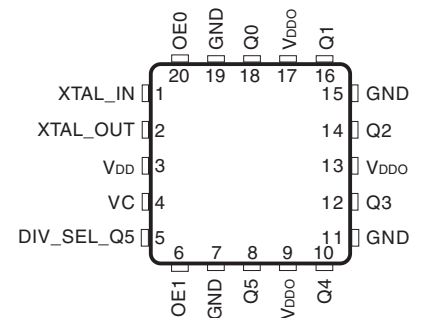 OE0 GND Q0 VDDO Q1
20 19 18 17 16
XTAL_IN 1 15 GND
XTAL_OUT 2 14 Q2
VDD 3 13 VDDO
VC 4 12 Q3
DIV_SEL_Q5 5 11 GND
6 7 8 9 10
OE1 GND Q5 VDDO Q4